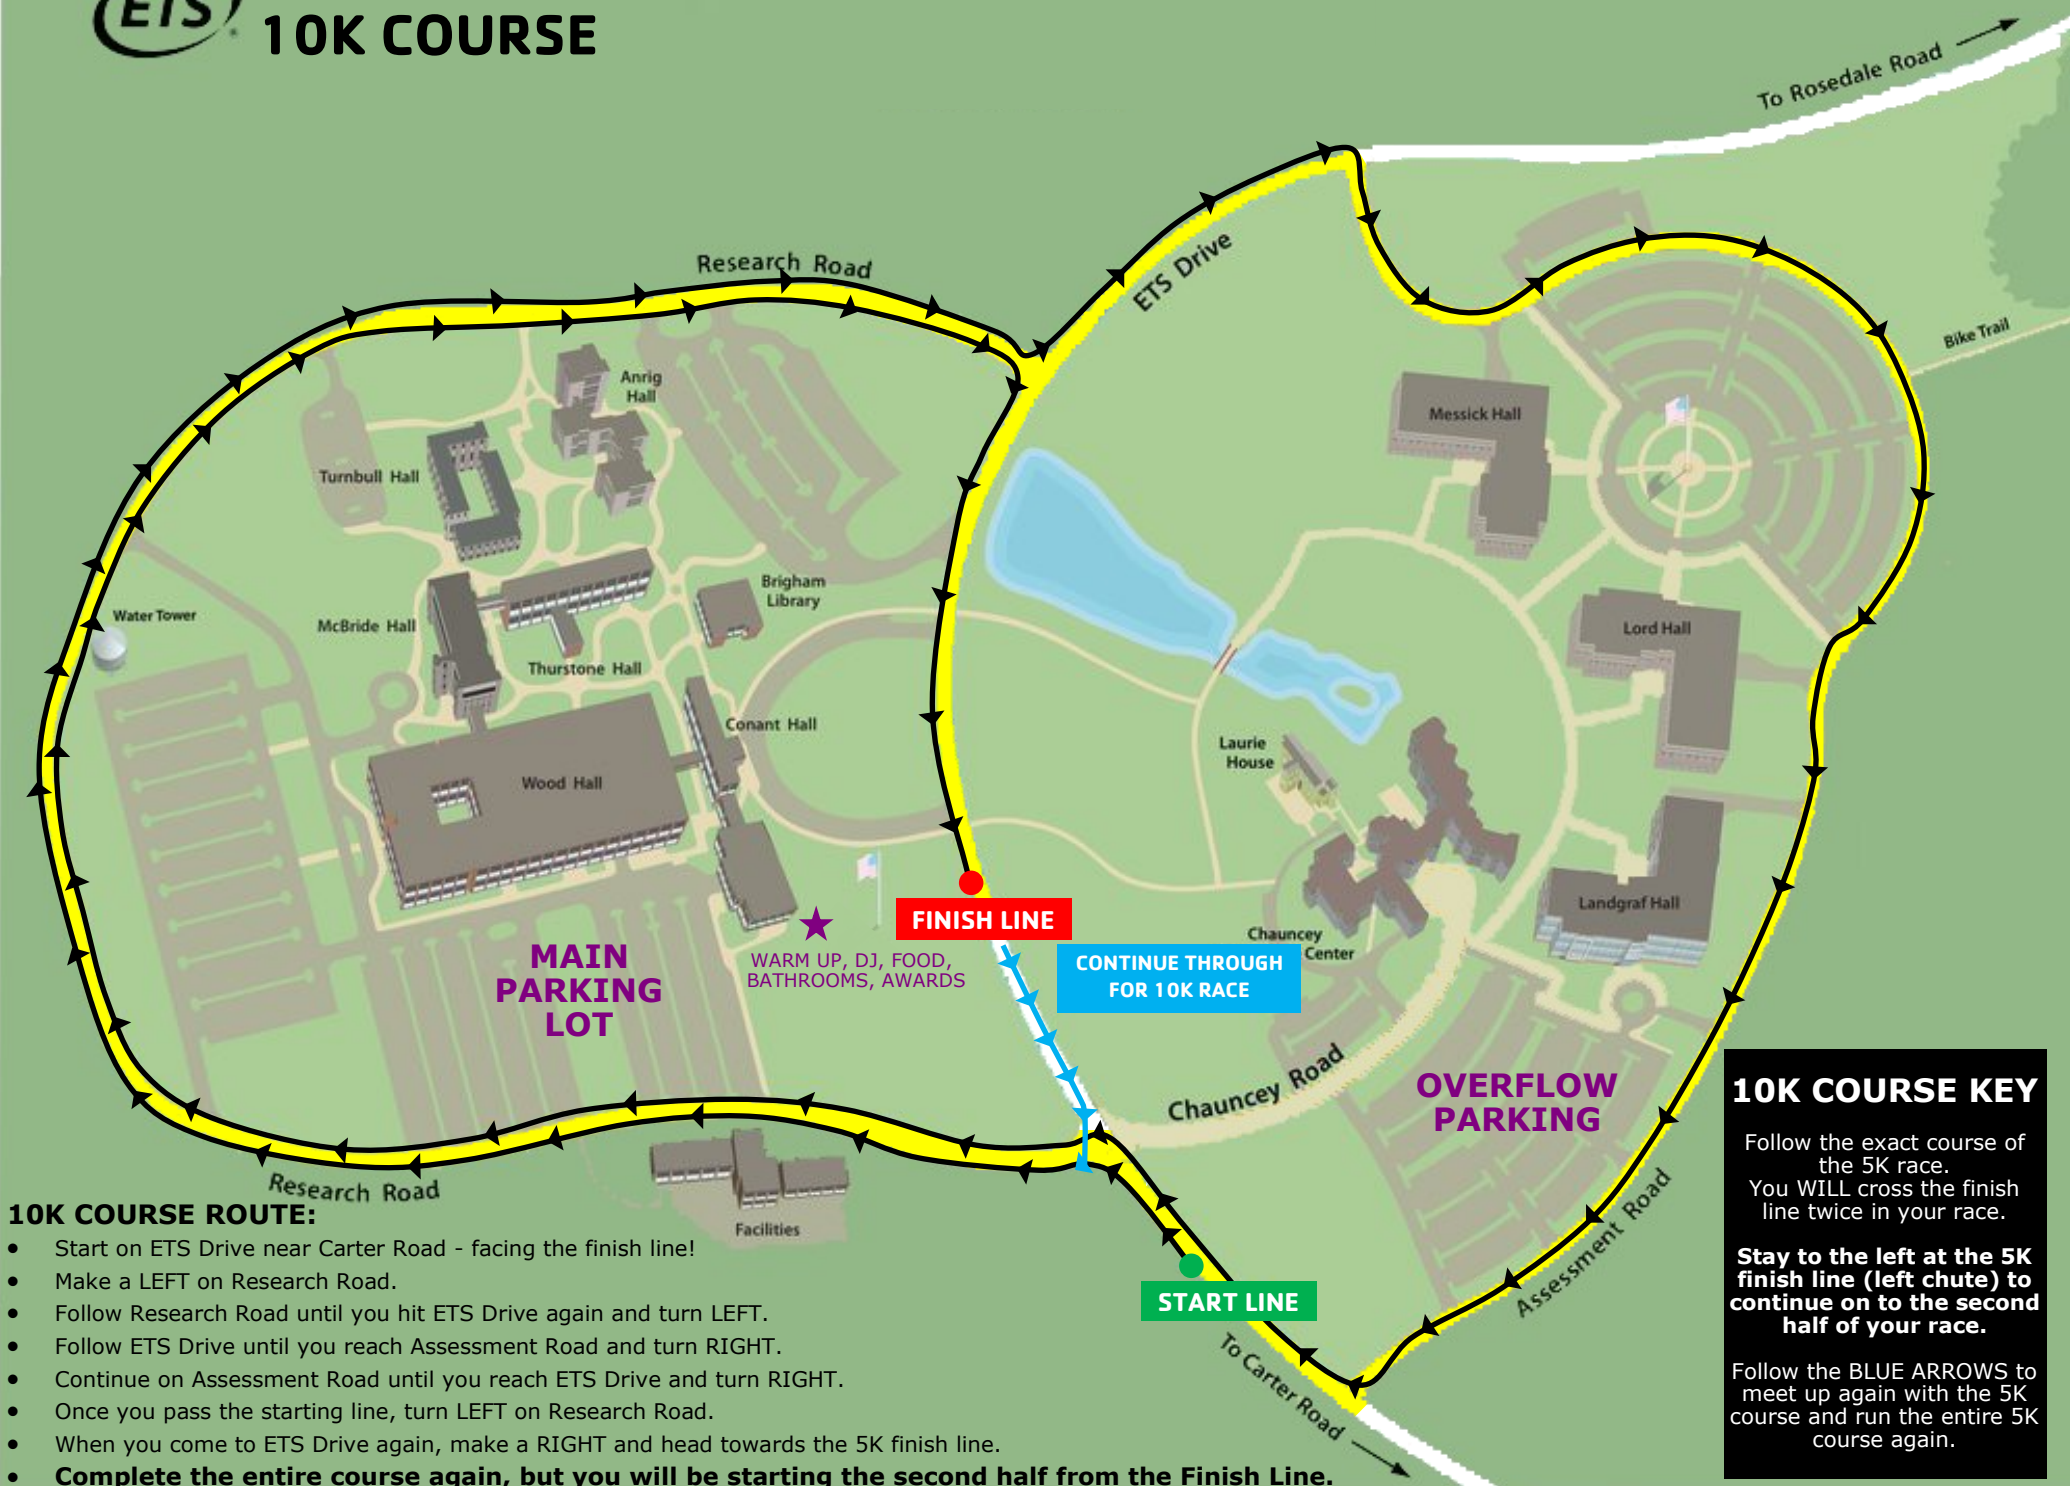 ETS
10K COURSE
To Rosedale Road
Research Road
ETS Drive
Bike Trail
Anrig
Hall
Messick Hall
Turnbull Hall
Brigham
Library
Water Tower
McBride Hall
Lord Hall
Thurstone Hall
Conant Hall
Laurie
House
Wood Hall
Landgraf Hall
FINISH LINE
Chauncey
Center
MAIN
PARKING
LOT
WARM UP, DJ, FOOD,
BATHROOMS, AWARDS
CONTINUE THROUGH
FOR 10K RACE
Chauncey Road
OVERFLOW
PARKING
Research Road
Facilities
START LINE
Assessment Road
To Carter Road
10K COURSE KEY
Follow the exact course of
the 5K race.
You WILL cross the finish
line twice in your race.
Stay to the left at the 5K
finish line (left chute) to
continue on to the second
half of your race.
Follow the BLUE ARROWS to
meet up again with the 5K
course and run the entire 5K
course again.
10K COURSE ROUTE:
• Start on ETS Drive near Carter Road - facing the finish line!
• Make a LEFT on Research Road.
• Follow Research Road until you hit ETS Drive again and turn LEFT.
• Follow ETS Drive until you reach Assessment Road and turn RIGHT.
• Continue on Assessment Road until you reach ETS Drive and turn RIGHT.
• Once you pass the starting line, turn LEFT on Research Road.
• When you come to ETS Drive again, make a RIGHT and head towards the 5K finish line.
• Complete the entire course again, but you will be starting the second half from the Finish Line.